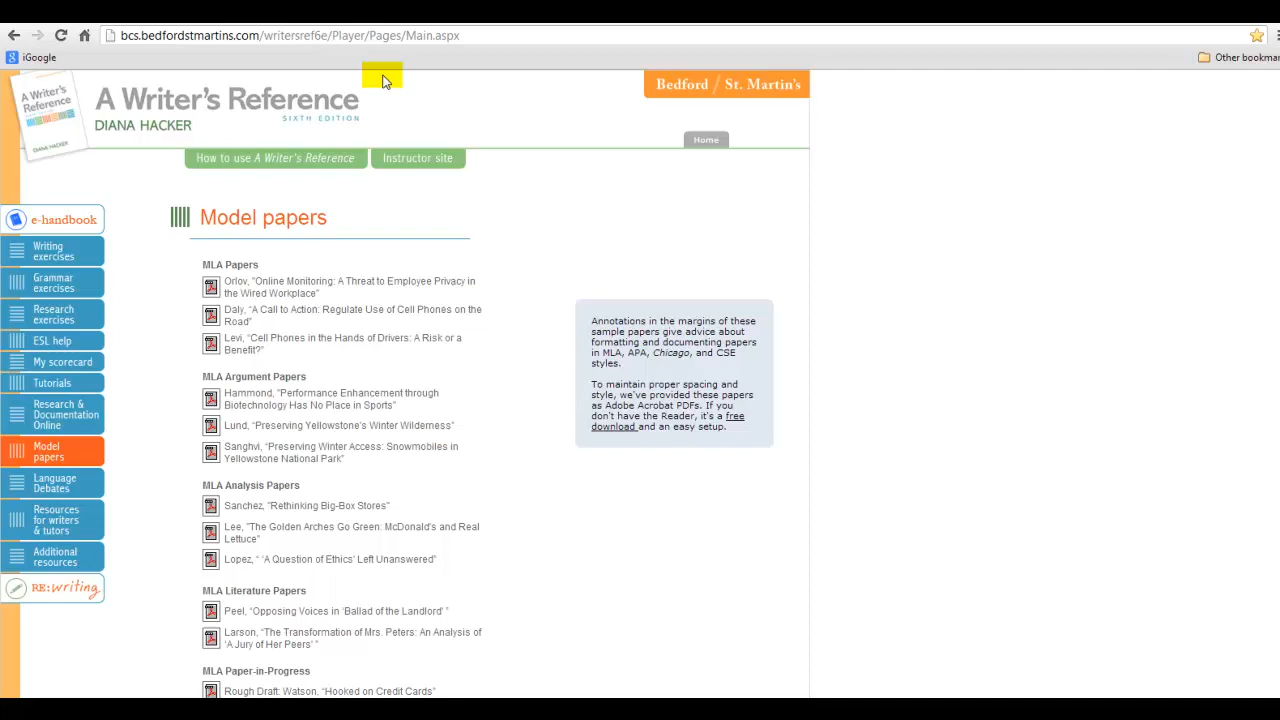 bcs.bedfordstmartins.com/writersref6e/Player/Pages/Main.aspx
iGoogle
Other bookmar
A Writer's Reference
DIANA HACKER
A Writer's Reference
SIXTH EDITION
DIANA HACKER
Bedford / St. Martin's
Home
How to use A Writer's Reference
Instructor site
e-handbook
Writing
exercises
Grammar
exercises
Research
exercises
ESL help
My scorecard
Tutorials
Research &
Documentation
Online
Model
papers
Language
Debates
Resources
for writers
& tutors
Additional
resources
RE:writing
Model papers
MLA Papers
Orlov, "Online Monitoring: A Threat to Employee Privacy in
the Wired Workplace"
Daly, "A Call to Action: Regulate Use of Cell Phones on the
Road"
Levi, "Cell Phones in the Hands of Drivers: A Risk or a
Benefit?"
MLA Argument Papers
Hammond, "Performance Enhancement through
Biotechnology Has No Place in Sports"
Lund, "Preserving Yellowstone's Winter Wilderness"
Sanghvi, "Preserving Winter Access: Snowmobiles in
Yellowstone National Park"
MLA Analysis Papers
Sanchez, "Rethinking Big-Box Stores"
Lee, "The Golden Arches Go Green: McDonald's and Real
Lettuce"
Lopez, " 'A Question of Ethics' Left Unanswered"
MLA Literature Papers
Peel, "Opposing Voices in 'Ballad of the Landlord' "
Larson, "The Transformation of Mrs. Peters: An Analysis of
'A Jury of Her Peers' "
MLA Paper-in-Progress
Rough Draft: Watson, "Hooked on Credit Cards"
Annotations in the margins of these
sample papers give advice about
formatting and documenting papers
in MLA, APA, Chicago, and CSE
styles.
To maintain proper spacing and
style, we've provided these papers
as Adobe Acrobat PDFs. If you
don't have the Reader, it's a free
download and an easy setup.